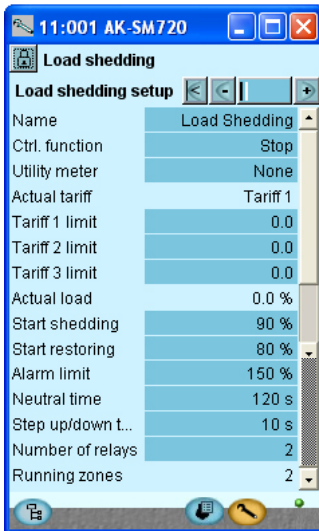 11:001 AK-SM720
Load shedding
Load shedding setup
Name Load Shedding
Ctrl. function Stop
Utility meter None
Actual tariff Tariff 1
Tariff 1 limit 0.0
Tariff 2 limit 0.0
Tariff 3 limit 0.0
Actual load 0.0 %
Start shedding 90 %
Start restoring 80 %
Alarm limit 150 %
Neutral time 120 s
Step up/down t... 10 s
Number of relays 2
Running zones 2